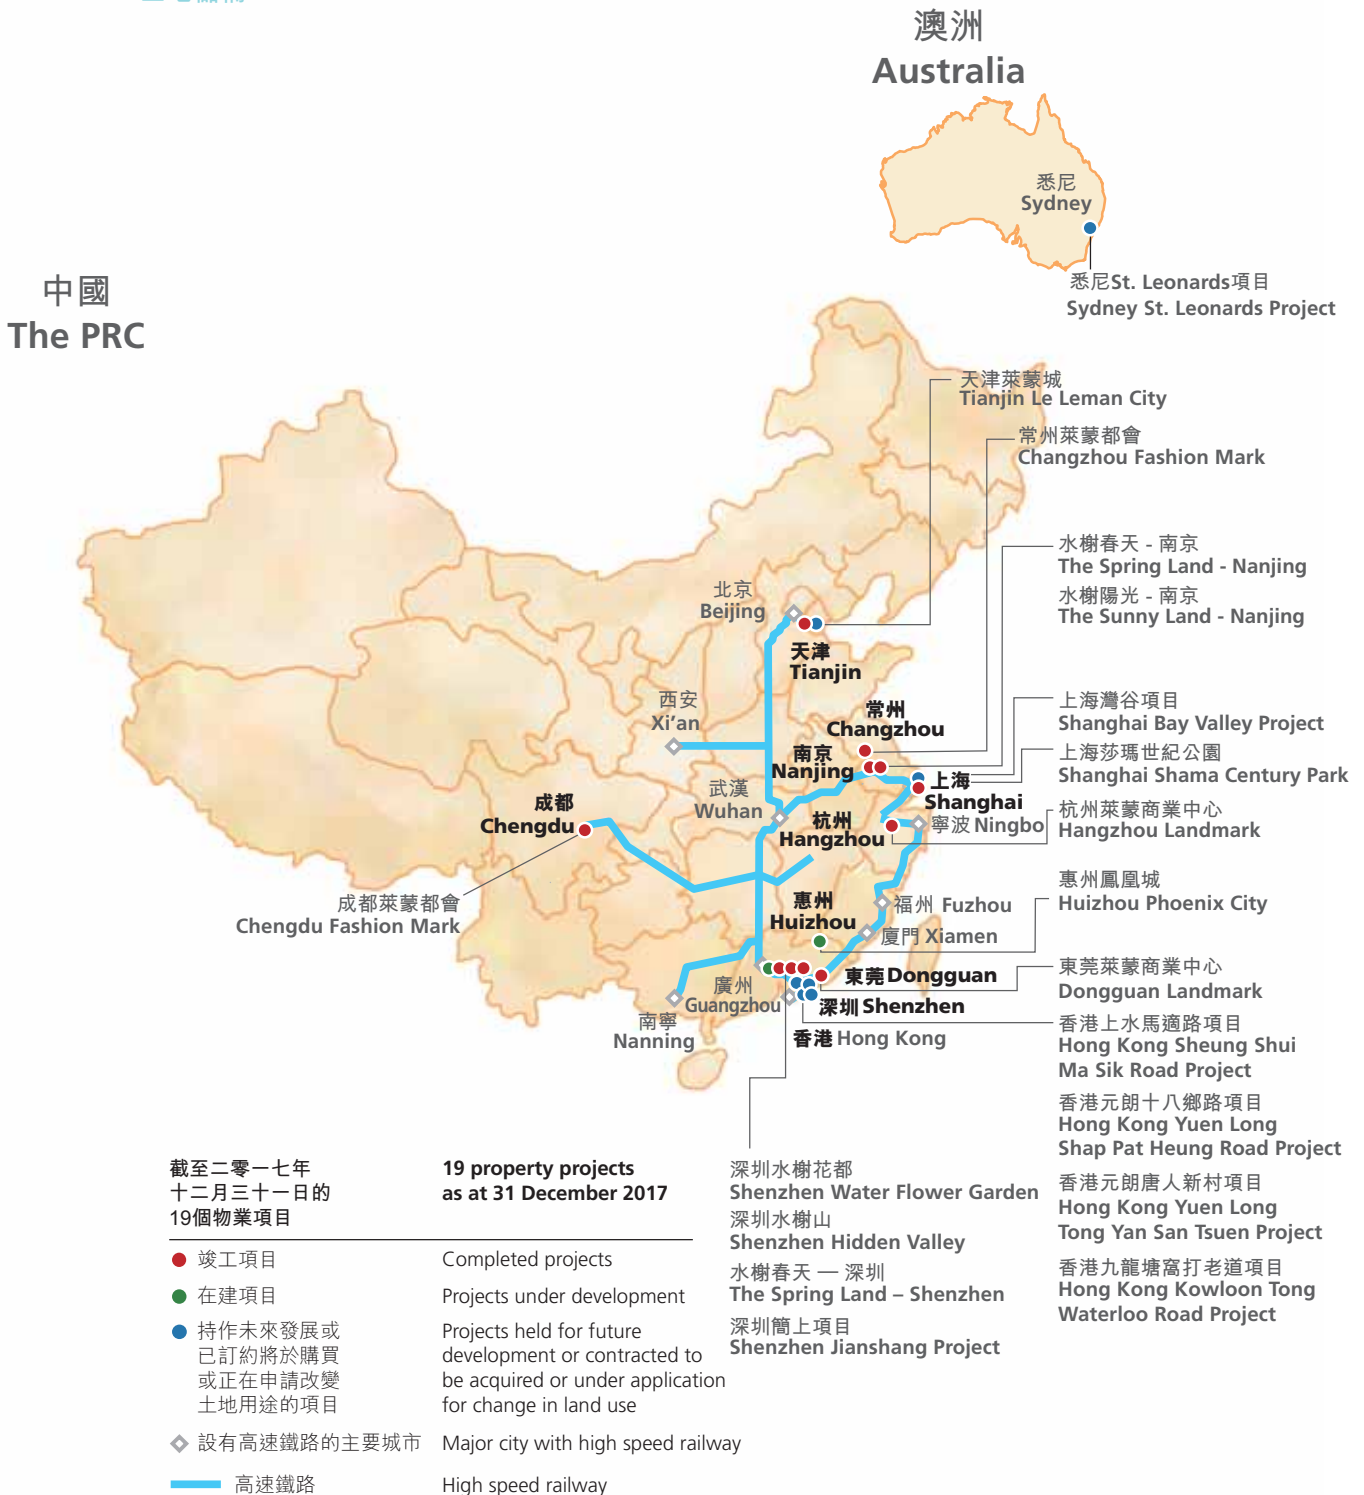 澳洲
Australia
悉尼
Sydney
悉尼St. Leonards項目
Sydney St. Leonards Project
中國
The PRC
天津萊蒙城
Tianjin Le Leman City
常州萊蒙都會
Changzhou Fashion Mark
水榭春天 - 南京
The Spring Land - Nanjing
水榭陽光 - 南京
The Sunny Land - Nanjing
北京
Beijing
天津
Tianjin
西安
Xi'an
常州
Changzhou
南京
Nanjing
上海灣谷項目
Shanghai Bay Valley Project
上海莎瑪世紀公園
Shanghai Shama Century Park
上海
Shanghai
武漢
Wuhan
成都
Chengdu
杭州
Hangzhou
寧波 Ningbo
杭州萊蒙商業中心
Hangzhou Landmark
成都萊蒙都會
Chengdu Fashion Mark
惠州
Huizhou
福州 Fuzhou
廈門 Xiamen
惠州鳳凰城
Huizhou Phoenix City
廣州
Guangzhou
東莞 Dongguan
深圳 Shenzhen
南寧
Nanning
香港 Hong Kong
東莞萊蒙商業中心
Dongguan Landmark
香港上水馬適路項目
Hong Kong Sheung Shui
Ma Sik Road Project
香港元朗十八鄉路項目
Hong Kong Yuen Long
Shap Pat Heung Road Project
香港元朗唐人新村項目
Hong Kong Yuen Long
Tong Yan San Tsuen Project
香港九龍塘窩打老道項目
Hong Kong Kowloon Tong
Waterloo Road Project
深圳水榭花都
Shenzhen Water Flower Garden
深圳水榭山
Shenzhen Hidden Valley
水榭春天 — 深圳
The Spring Land – Shenzhen
深圳簡上項目
Shenzhen Jianshang Project
截至二零一七年
十二月三十一日的
19個物業項目
19 property projects
as at 31 December 2017
竣工項目
Completed projects
在建項目
Projects under development
持作未來發展或
已訂約將於購買
或正在申請改變
土地用途的項目
Projects held for future
development or contracted to
be acquired or under application
for change in land use
設有高速鐵路的主要城市
Major city with high speed railway
高速鐵路
High speed railway